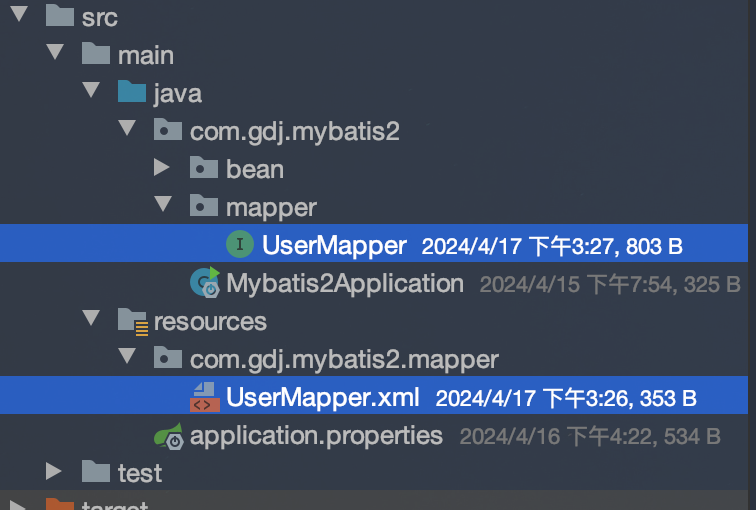 src
main
java
com.gdj.mybatis2
bean
mapper
I UserMapper 2024/4/17 下午3:27, 803 B
Mybatis2Application 2024/4/15 下午7:54, 325 B
resources
com.gdj.mybatis2.mapper
<> UserMapper.xml 2024/4/17 下午3:26, 353 B
application.properties 2024/4/16 下午4:22, 534 B
test
target